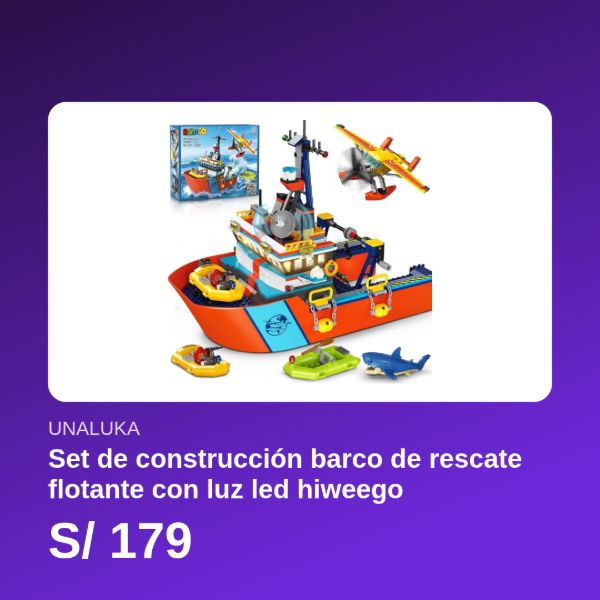 UNALUKA
Set de construcción barco de rescate
flotante con luz led hiweego
S/ 179